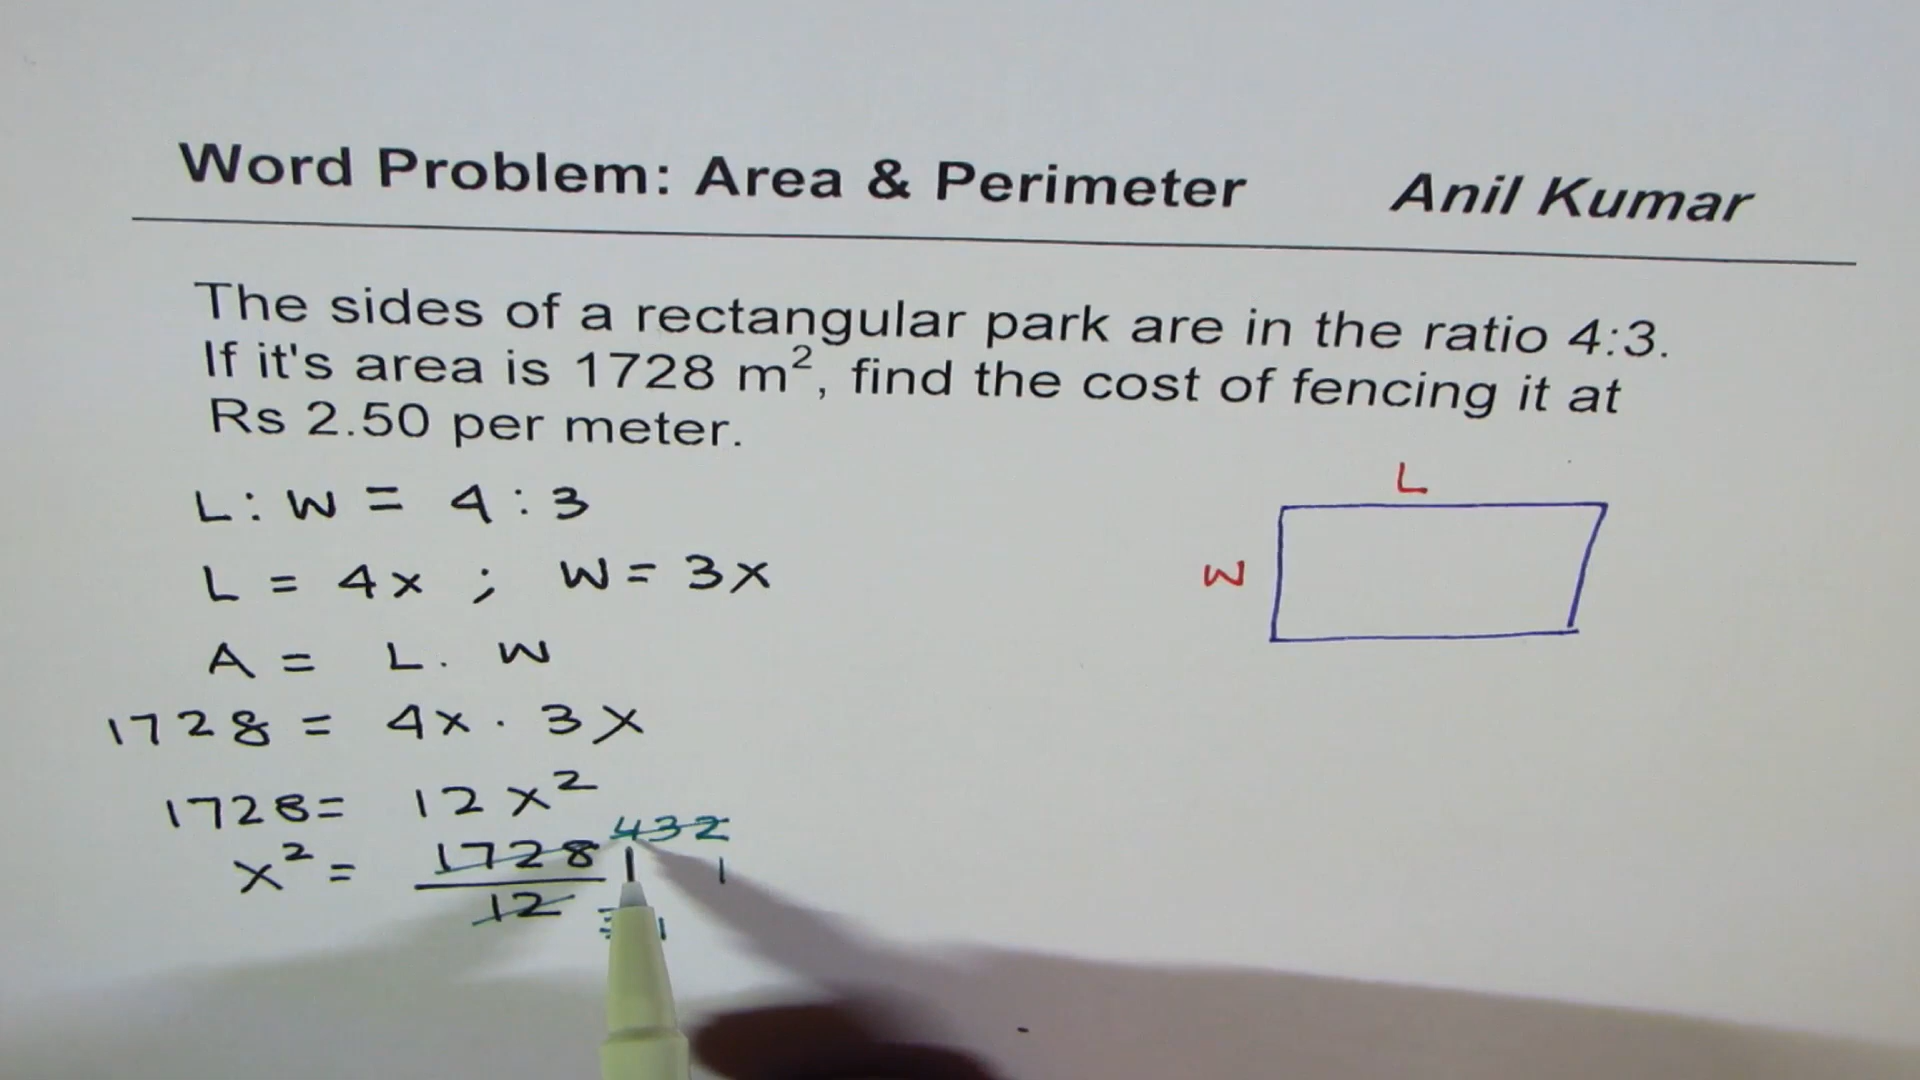 Word Problem: Area & Perimeter Anil Kumar
The sides of a rectangular park are in the ratio 4:3.
If it's area is 1728 m², find the cost of fencing it at
Rs 2.50 per meter.
L : W = 4 : 3
L = 4x ; W = 3x
A = L . W
1728 = 4x . 3x
1728 = 12x²
x² = 1728/12 432
L
W